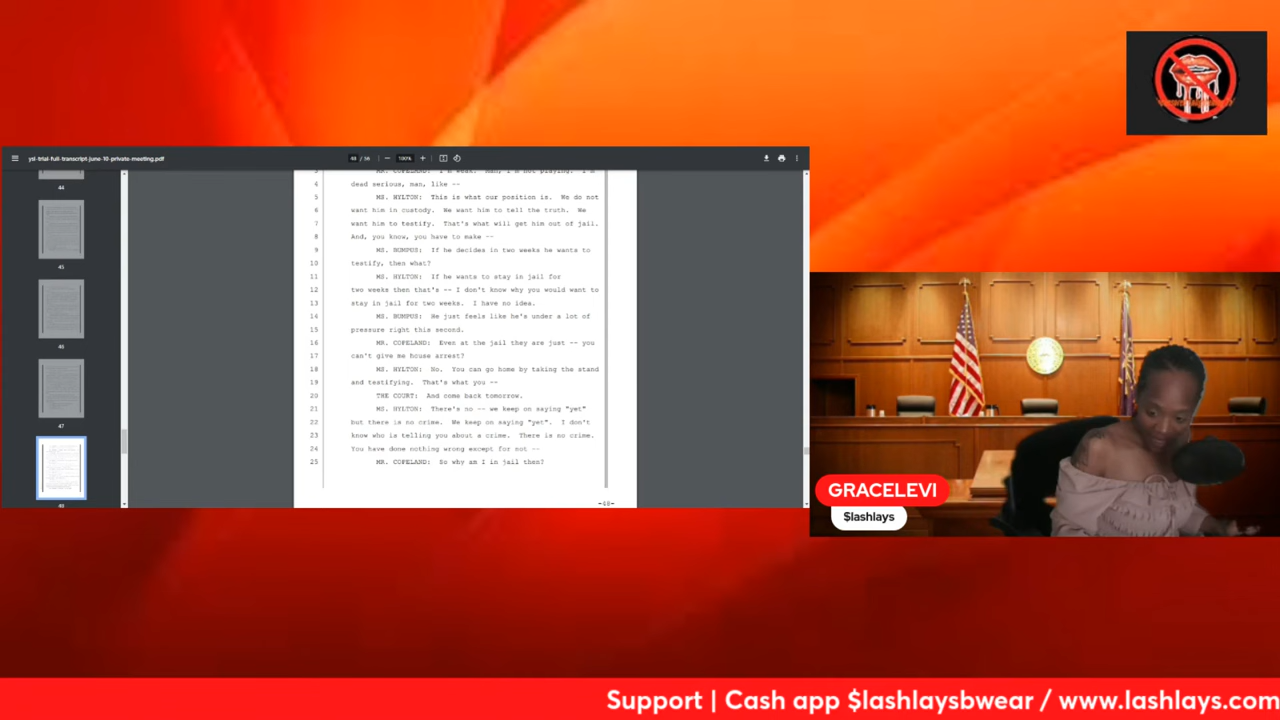 ysl-trial-full-transcript-june-10-private-meeting.pdf
48 / 56
100%
44
45
46
47
48
3 MR. COPELAND: I'm weak. Man, I'm not playing. I'm
4 dead serious, man, like --
5 MS. HYLTON: This is what our position is. We do not
6 want him in custody. We want him to tell the truth. We
7 want him to testify. That's what will get him out of jail.
8 And, you know, you have to make --
9 MS. BUMPUS: If he decides in two weeks he wants to
10 testify, then what?
11 MS. HYLTON: If he wants to stay in jail for
12 two weeks then that's -- I don't know why you would want to
13 stay in jail for two weeks. I have no idea.
14 MS. BUMPUS: He just feels like he's under a lot of
15 pressure right this second.
16 MR. COPELAND: Even at the jail they are just -- you
17 can't give me house arrest?
18 MS. HYLTON: No. You can go home by taking the stand
19 and testifying. That's what you --
20 THE COURT: And come back tomorrow.
21 MS. HYLTON: There's no -- we keep on saying "yet"
22 but there is no crime. We keep on saying "yet". I don't
23 know who is telling you about a crime. There is no crime.
24 You have done nothing wrong except for not --
25 MR. COPELAND: So why am I in jail then?
-48-
GRACELEVI
$lashlays
Support | Cash app $lashlaysbwear / www.lashlays.com